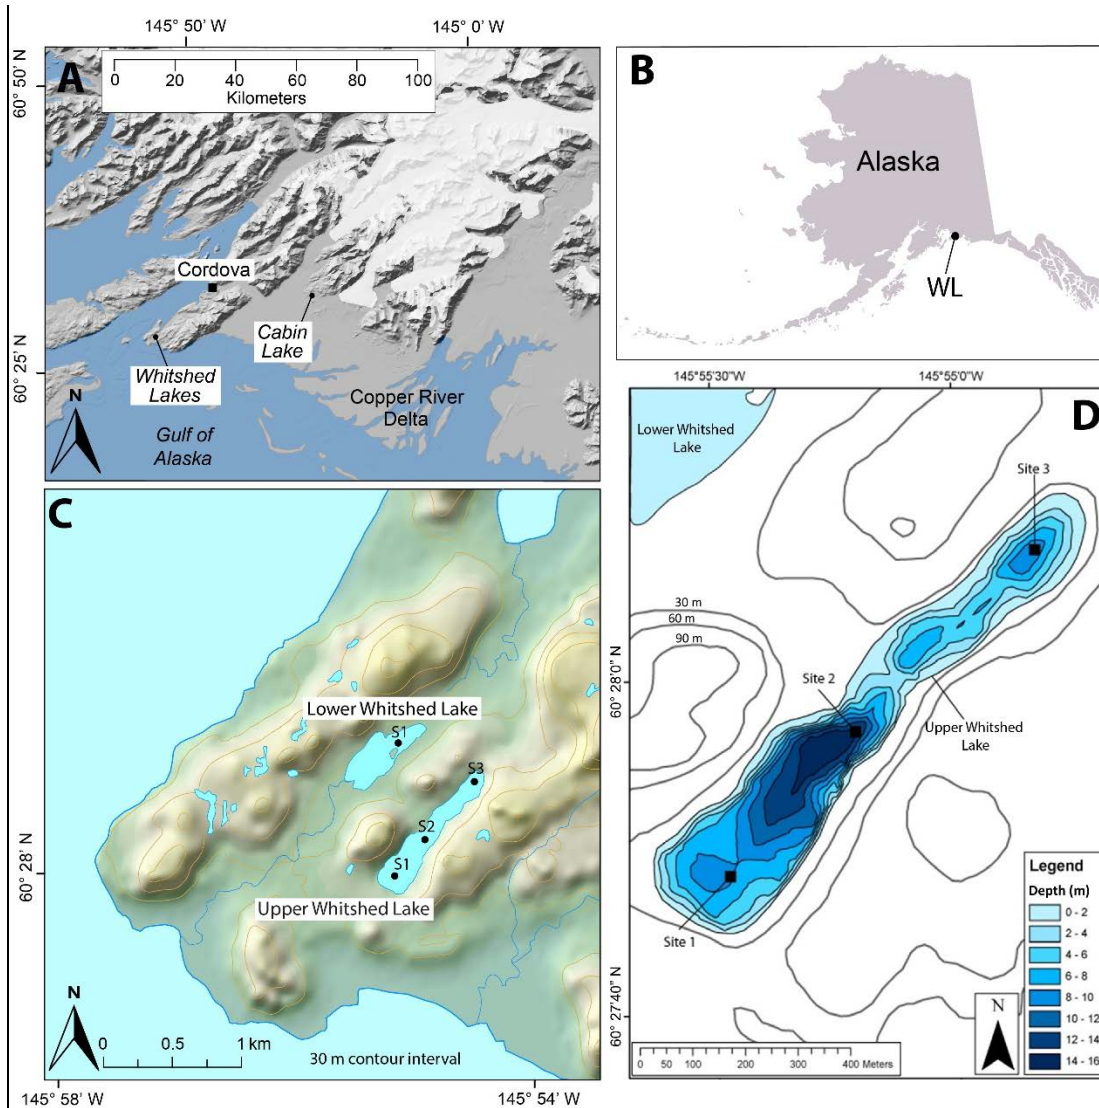 145° 50' W
145° 0' W
60° 50' N
60° 25' N
A
0 20 40 60 80 100
Kilometers
Cordova
Cabin
Lake
Whitshed
Lakes
Copper River
Delta
N
Gulf of
Alaska
B
Alaska
WL
C
Lower Whitshed Lake
S1
S3
S2
S1
Upper Whitshed Lake
60° 28' N
N
0 0.5 1 km
30 m contour interval
145° 58' W
145° 54' W
145°55'30"W
145°55'0"W
D
Lower Whitshed
Lake
Site 3
30 m
60 m
90 m
Site 2
Upper Whitshed
Lake
Site 1
60° 28'0" N
60° 27'40" N
Legend
Depth (m)
0 - 2
2 - 4
4 - 6
6 - 8
8 - 10
10 - 12
12 - 14
14 - 16
N
0 50 100 200 300 400
Meters